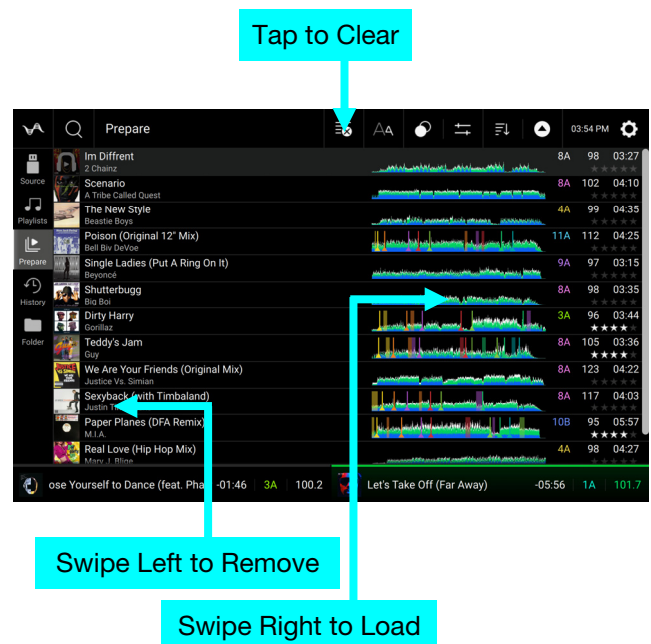 Tap to Clear
Prepare
AA
03:54 PM
Source
Playlists
Prepare
History
Folder
Im Diffrent 8A 98 03:27
2 Chainz
Scenario 8A 102 04:10
A Tribe Called Quest
The New Style 4A 99 04:35
Beastie Boys
Poison (Original 12" Mix) 11A 112 04:25
Bell Biv DeVoe
Single Ladies (Put A Ring On It) 9A 97 03:15
Beyoncé
Shutterbugg 8A 98 03:35
Big Boi
Dirty Harry 3A 96 03:44
Gorillaz
Teddy's Jam 8A 105 03:36
Guy
We Are Your Friends (Original Mix) 8A 123 04:22
Justice Vs. Simian
Sexyback (with Timbaland) 8A 117 04:03
Justin
Paper Planes (DFA Remix) 10B 95 05:57
M.I.A.
Real Love (Hip Hop Mix) 4A 98 04:27
Mary J. Blige
ose Yourself to Dance (feat. Pha -01:46 3A 100.2
Let's Take Off (Far Away) -05:56 1A 101.7
Swipe Left to Remove
Swipe Right to Load